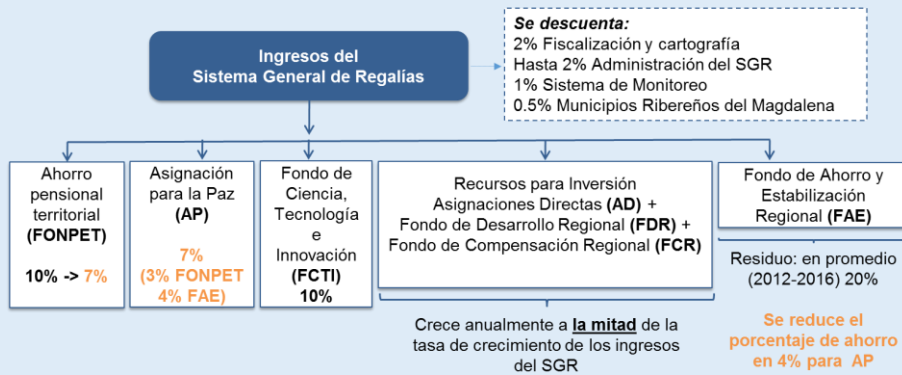 Ingresos del
Sistema General de Regalías
Se descuenta:
2% Fiscalización y cartografía
Hasta 2% Administración del SGR
1% Sistema de Monitoreo
0.5% Municipios Ribereños del Magdalena
Ahorro
pensional
territorial
(FONPET)
10% -> 7%
Asignación
para la Paz
(AP)
7%
(3% FONPET
4% FAE)
Fondo de
Ciencia,
Tecnología
e
Innovación
(FCTI)
10%
Recursos para Inversión
Asignaciones Directas (AD) +
Fondo de Desarrollo Regional (FDR) +
Fondo de Compensación Regional (FCR)
Crece anualmente a la mitad de la
tasa de crecimiento de los ingresos
del SGR
Fondo de Ahorro y
Estabilización
Regional (FAE)
Residuo: en promedio
(2012-2016) 20%
Se reduce el
porcentaje de ahorro
en 4% para AP